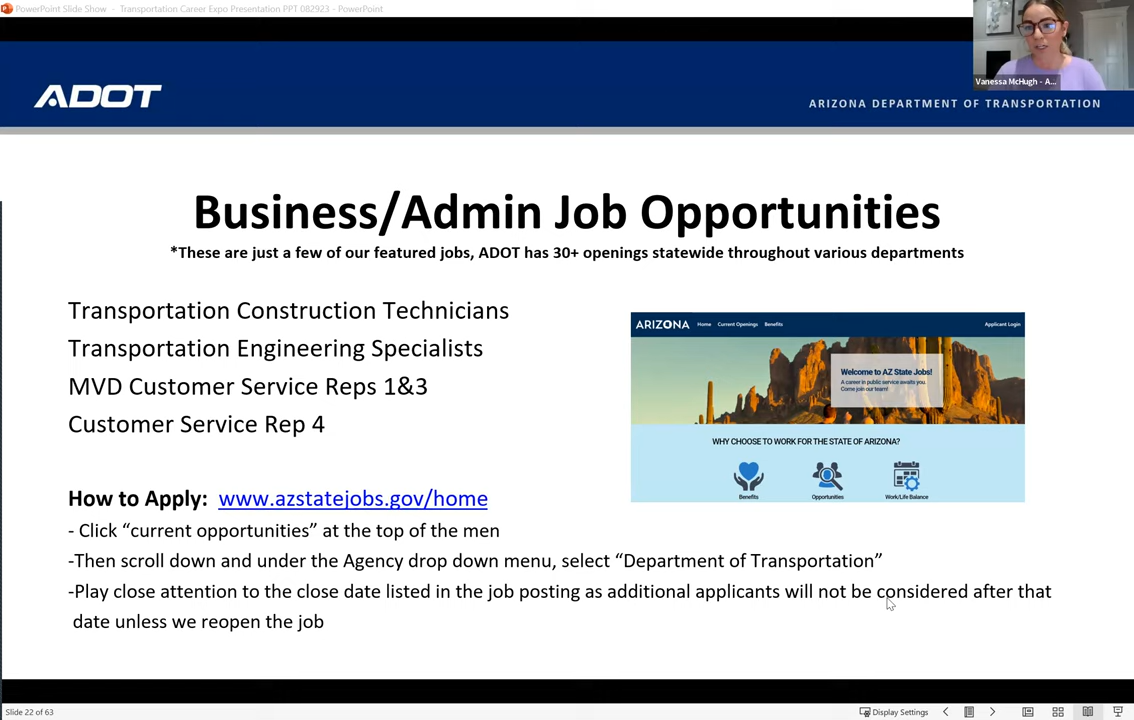 PowerPoint Slide Show - Transportation Career Expo Presentation PPT 082923 - PowerPoint
Vanessa McHugh - A...
ADOT
ARIZONA DEPARTMENT OF TRANSPORTATION
Business/Admin Job Opportunities
*These are just a few of our featured jobs, ADOT has 30+ openings statewide throughout various departments
Transportation Construction Technicians
Transportation Engineering Specialists
MVD Customer Service Reps 1&3
Customer Service Rep 4
ARIZONA Home Current Openings Benefits Applicant Login
Welcome to AZ State Jobs!
A career in public service awaits you.
Come join our team!
WHY CHOOSE TO WORK FOR THE STATE OF ARIZONA?
Benefits Opportunities Work/Life Balance
How to Apply: www.azstatejobs.gov/home
- Click “current opportunities” at the top of the men
-Then scroll down and under the Agency drop down menu, select “Department of Transportation”
-Play close attention to the close date listed in the job posting as additional applicants will not be considered after that
date unless we reopen the job
Slide 22 of 63
Display Settings